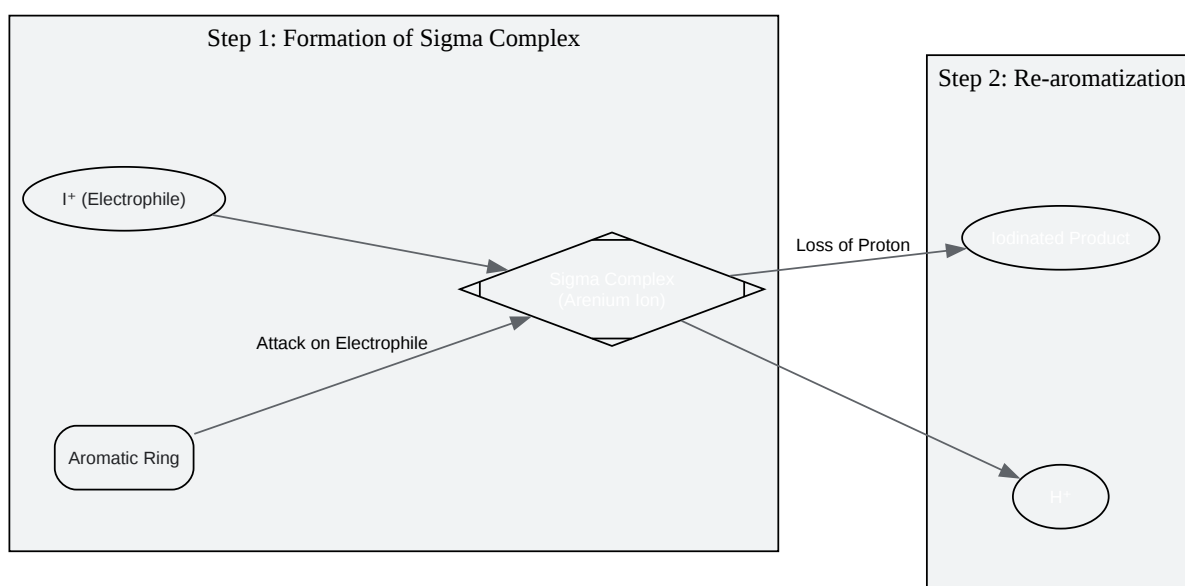 Step 1: Formation of Sigma Complex
Step 2: Re-aromatization
I⁺ (Electrophile)
Iodinated Product
Loss of Proton
Sigma Complex
(Arenium Ion)
Attack on Electrophile
Aromatic Ring
H⁺